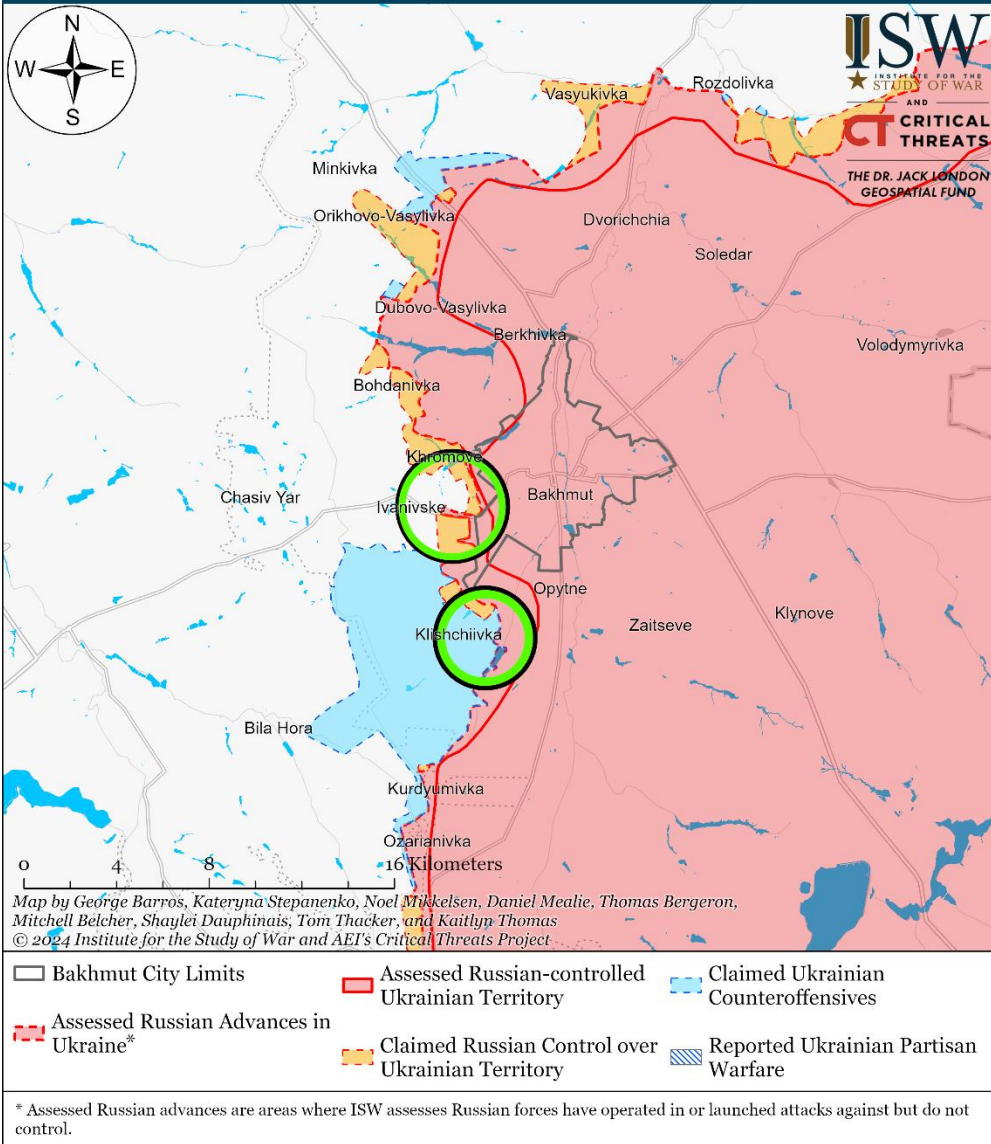 N
W E
S
ISW
INSTITUTE FOR THE
STUDY OF WAR
AND
CT CRITICAL
THREATS
THE DR. JACK LONDON
GEOSPATIAL FUND
Vasyukivka
Rozdolivka
Minkivka
Orikhovo-Vasylivka
Dvorichchia
Soledar
Dubovo-Vasylivka
Berkhivka
Volodymyrivka
Bohdanivka
Khromove
Chasiv Yar
Ivanivske
Bakhmut
Opytne
Klishchiivka
Zaitseve
Klynove
Bila Hora
Kurdyumivka
Ozarianivka
0 4 8 16 Kilometers
Map by George Barros, Kateryna Stepanenko, Noel Mikkelsen, Daniel Mealie, Thomas Bergeron,
Mitchell Belcher, Shaylei Dauphinais, Tom Thacker, and Kaitlyn Thomas
© 2024 Institute for the Study of War and AEI's Critical Threats Project
Bakhmut City Limits
Assessed Russian Advances in
Ukraine*
Assessed Russian-controlled
Ukrainian Territory
Claimed Russian Control over
Ukrainian Territory
Claimed Ukrainian
Counteroffensives
Reported Ukrainian Partisan
Warfare
* Assessed Russian advances are areas where ISW assesses Russian forces have operated in or launched attacks against but do not
control.